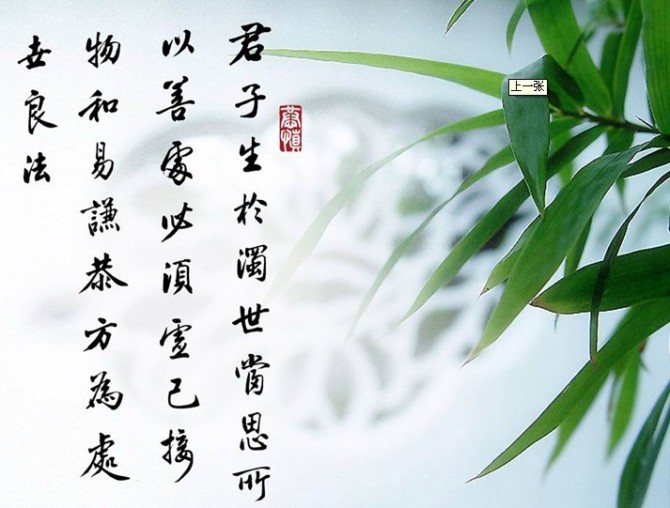 君子生於濁世當思所
以善處必須虛己接
物和易謙恭方為處
世良法
上一张